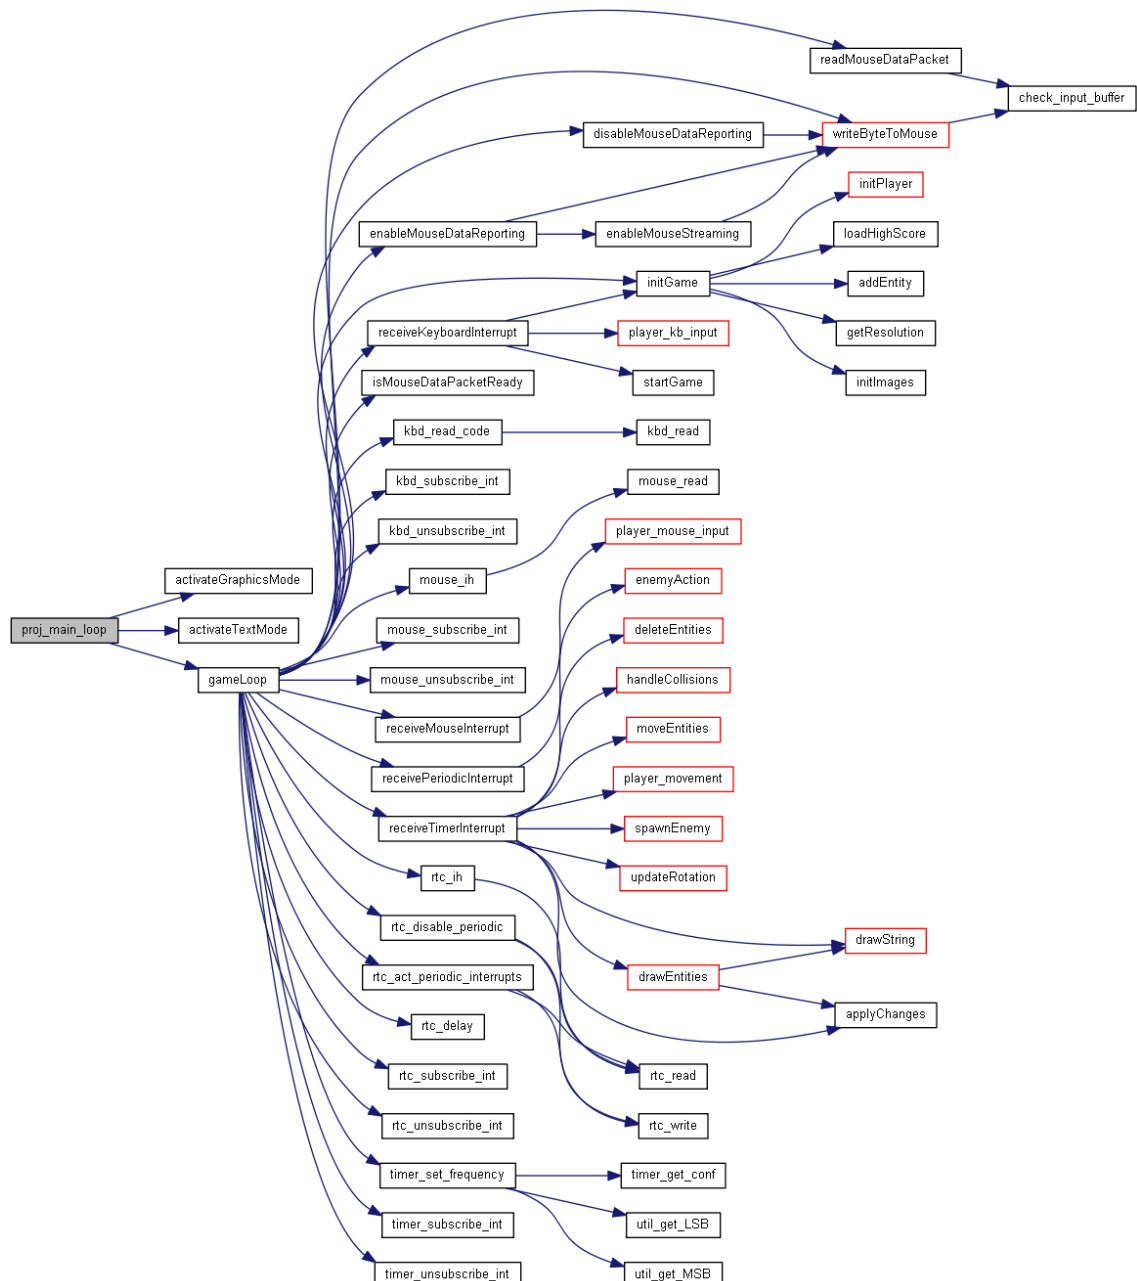 readMouseDataPacket
check_input_buffer
disableMouseDataReporting
writeByteToMouse
initPlayer
enableMouseDataReporting
enableMouseStreaming
loadHighScore
initGame
addEntity
receiveKeyboardInterrupt
player_kb_input
getResolution
isMouseDataPacketReady
startGame
initImages
kbd_read_code
kbd_read
kbd_subscribe_int
mouse_read
kbd_unsubscribe_int
player_mouse_input
activateGraphicsMode
mouse_ih
enemyAction
proj_main_loop
activateTextMode
mouse_subscribe_int
deleteEntities
gameLoop
mouse_unsubscribe_int
handleCollisions
receiveMouseInterrupt
moveEntities
receivePeriodicInterrupt
player_movement
receiveTimerInterrupt
spawnEnemy
rtc_ih
updateRotation
rtc_disable_periodic
drawString
rtc_act_periodic_interrupts
drawEntities
applyChanges
rtc_delay
rtc_subscribe_int
rtc_read
rtc_unsubscribe_int
rtc_write
timer_set_frequency
timer_get_conf
timer_subscribe_int
util_get_LSB
timer_unsubscribe_int
util_get_MSB